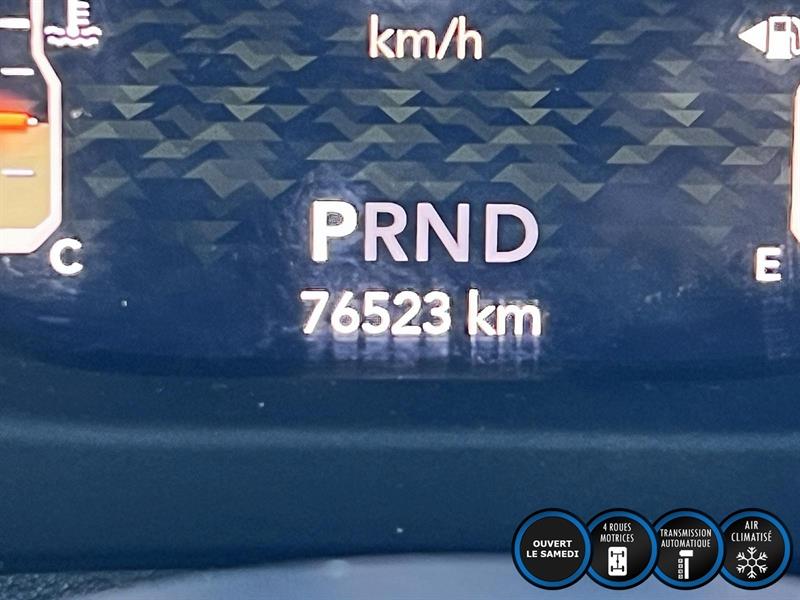 km/h
PRND
C
E
76523 km
OUVERT
LE SAMEDI
4 ROUES
MOTRICES
TRANSMISSION
AUTOMATIQUE
AIR
CLIMATISÉ